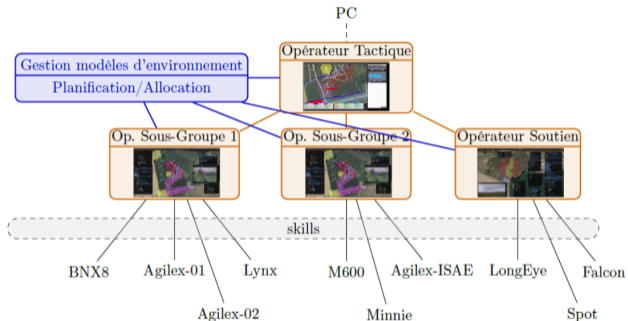 PC
Opérateur Tactique
Gestion modèles d'environnement
Planification/Allocation
Op. Sous-Groupe 1
Op. Sous-Groupe 2
Opérateur Soutien
skills
BNX8
Agilex-01
Lynx
M600
Agilex-ISAE
LongEye
Falcon
Agilex-02
Minnie
Spot